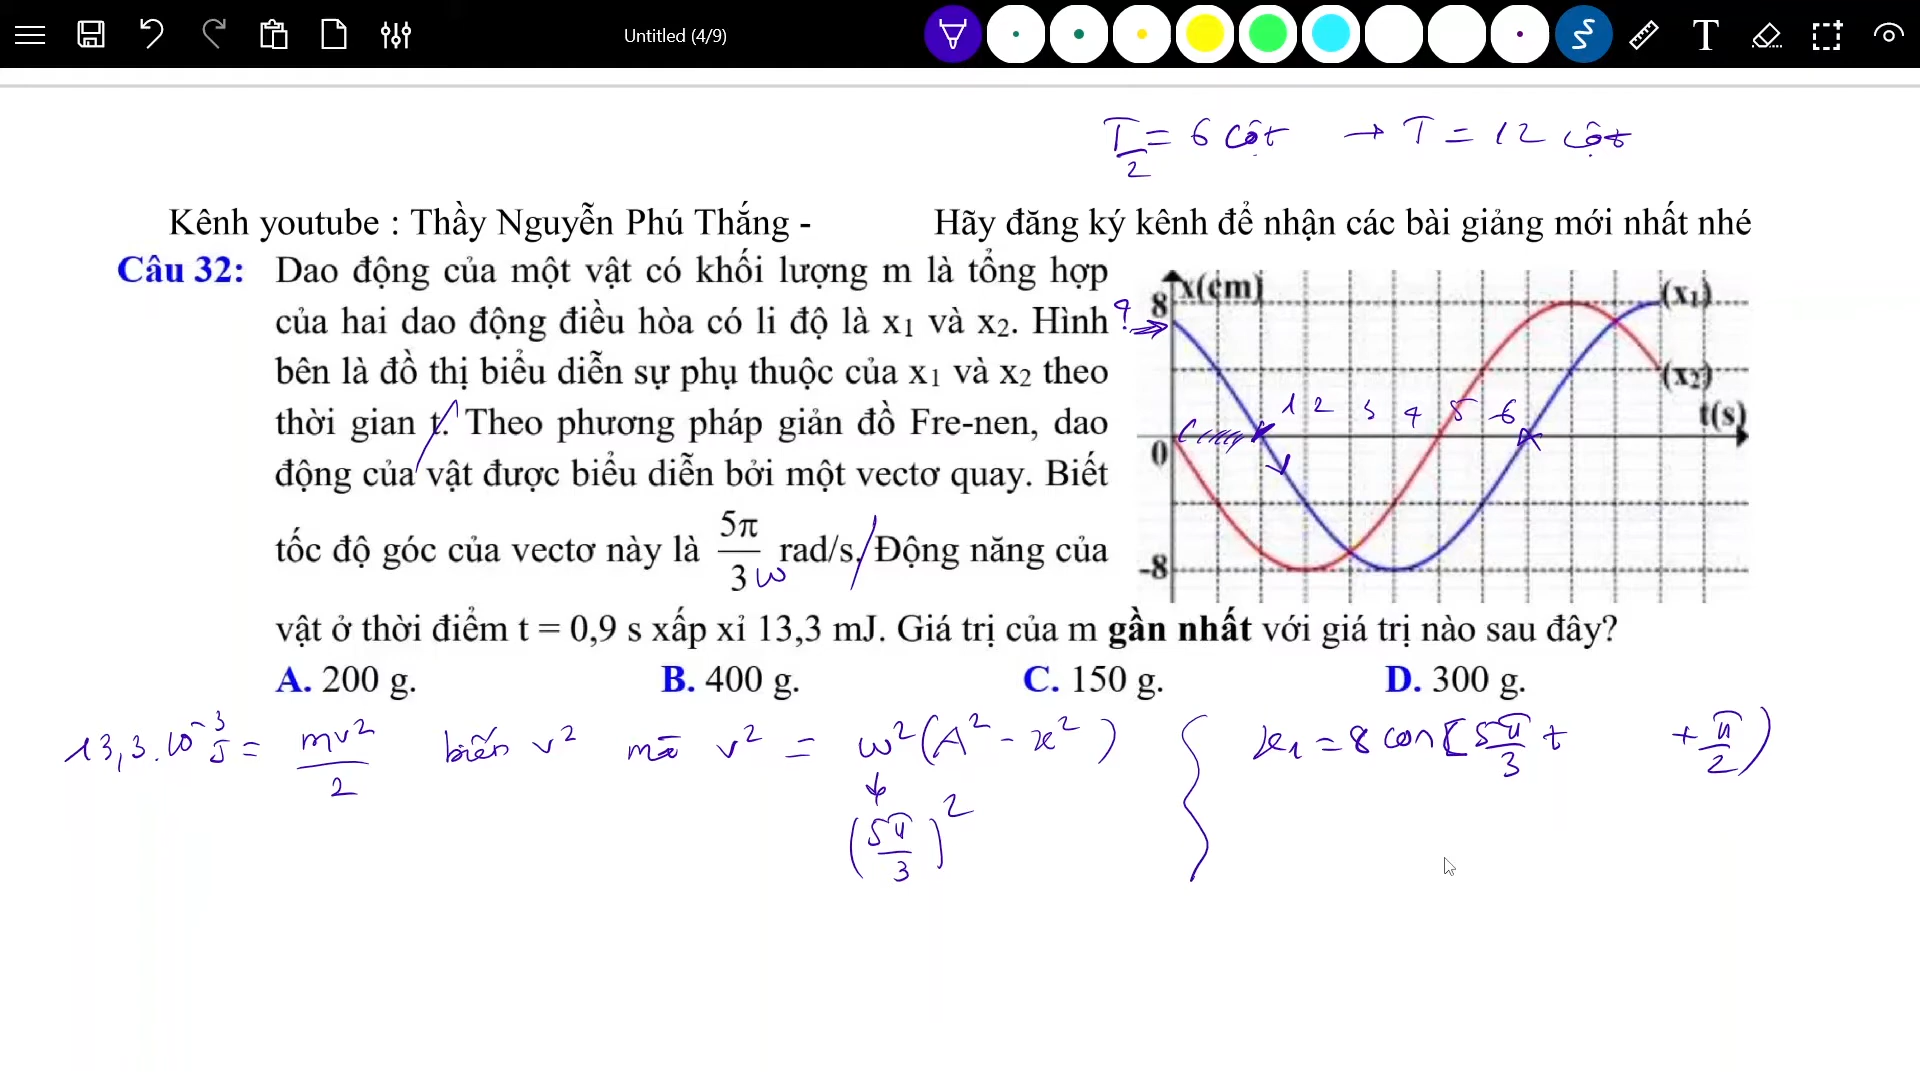 Untitled (4/9)
T/2 = 6 cột → T = 12 cột
Kênh youtube : Thầy Nguyễn Phú Thắng - Hãy đăng ký kênh để nhận các bài giảng mới nhất nhé
Câu 32: Dao động của một vật có khối lượng m là tổng hợp
của hai dao động điều hòa có li độ là x₁ và x₂. Hình
bên là đồ thị biểu diễn sự phụ thuộc của x₁ và x₂ theo
thời gian t. Theo phương pháp giản đồ Fre-nen, dao
động của vật được biểu diễn bởi một vectơ quay. Biết
tốc độ góc của vectơ này là 5π/3 rad/s. Động năng của
ω
vật ở thời điểm t = 0,9 s xấp xỉ 13,3 mJ. Giá trị của m gần nhất với giá trị nào sau đây?
A. 200 g. B. 400 g. C. 150 g. D. 300 g.
x(cm)
8
?
(x₁)
(x₂)
t(s)
1 2 3 4 5 6
0
-8
13,3.10⁻³ J = mv²/2 biến v² mà v² = ω²(A² - x²)
(5π/3)²
x₁ = 8 cos[5π/3 t + π/2)